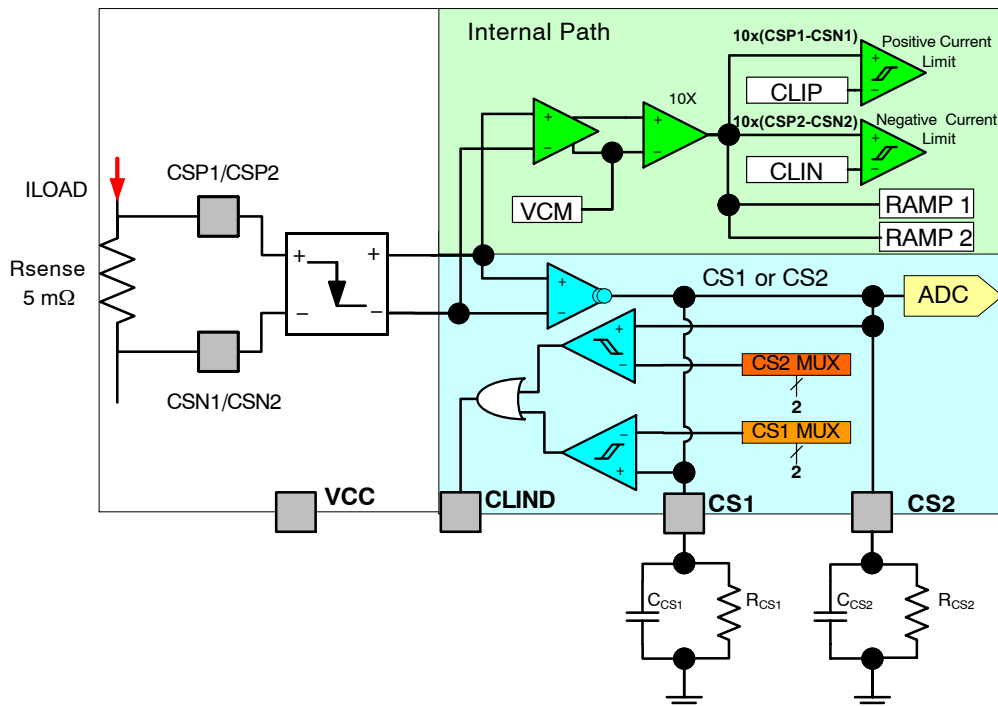 Internal Path
10x(CSP1-CSN1)
Positive Current
Limit
CLIP
10X
10x(CSP2-CSN2)
Negative Current
Limit
CLIN
VCM
RAMP 1
RAMP 2
ILOAD
CSP1/CSP2
Rsense
5 mΩ
CSN1/CSN2
+
+
−
−
+
−
+
−
+
−
+
−
+
−
CS1 or CS2
ADC
+
−
CS2 MUX
2
−
CS1 MUX
2
+
VCC
CLIND
CS1
CS2
CCS1
RCS1
CCS2
RCS2